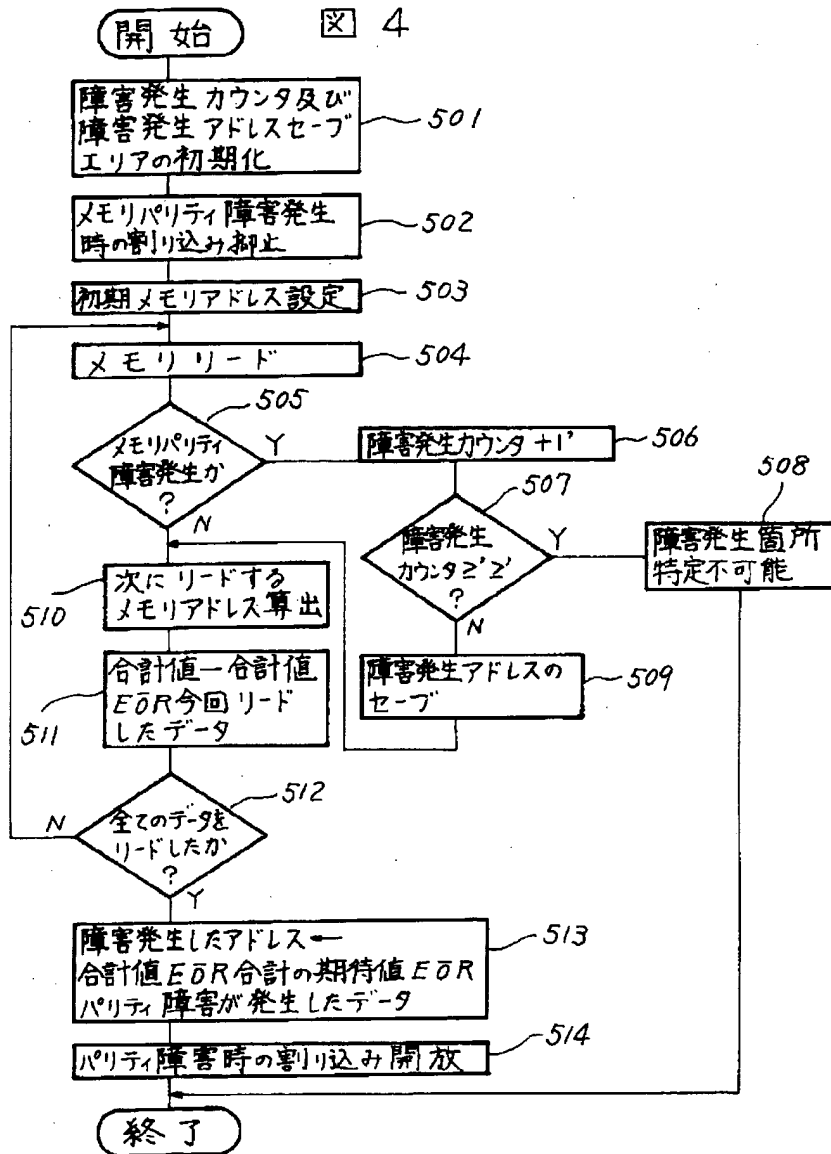 図 4
開始
障害発生カウンタ及び
障害発生アドレスセーブ
エリアの初期化
501
メモリパリティ障害発生
時の割り込み抑止
502
初期メモリアドレス設定
503
メモリリード
504
505
メモリパリティ
障害発生か
?
Y
N
障害発生カウンタ +1'
506
507
障害発生
カウンタ≥'≥'
?
Y
N
508
障害発生箇所
特定不可能
障害発生アドレスの
セーブ
509
次にリードする
メモリアドレス算出
510
合計値―合計値
EŌR今回リード
したデータ
511
512
全てのデータを
リードしたか
?
N
Y
障害発生したアドレス←
合計値EŌR合計の期待値EŌR
パリティ障害が発生したデータ
513
パリティ障害時の割り込み開放
514
終了